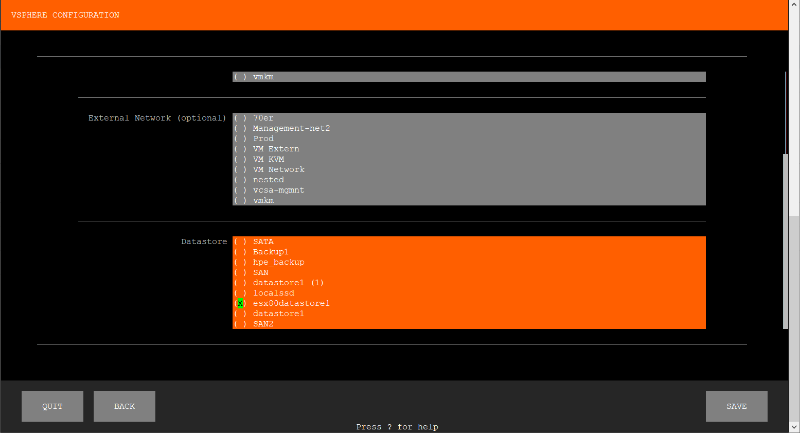 VSPHERE CONFIGURATION
( ) vmkm
External Network (optional) ( ) 70er
( ) Management-net2
( ) Prod
( ) VM Extern
( ) VM KVM
( ) VM Network
( ) nested
( ) vcsa-mgmnt
( ) vmkm
Datastore ( ) SATA
( ) Backup1
( ) hpe backup
( ) SAN
( ) datastore1 (1)
( ) localssd
(X) esx00datastore1
( ) datastore1
( ) SAN2
QUIT BACK SAVE
Press ? for help